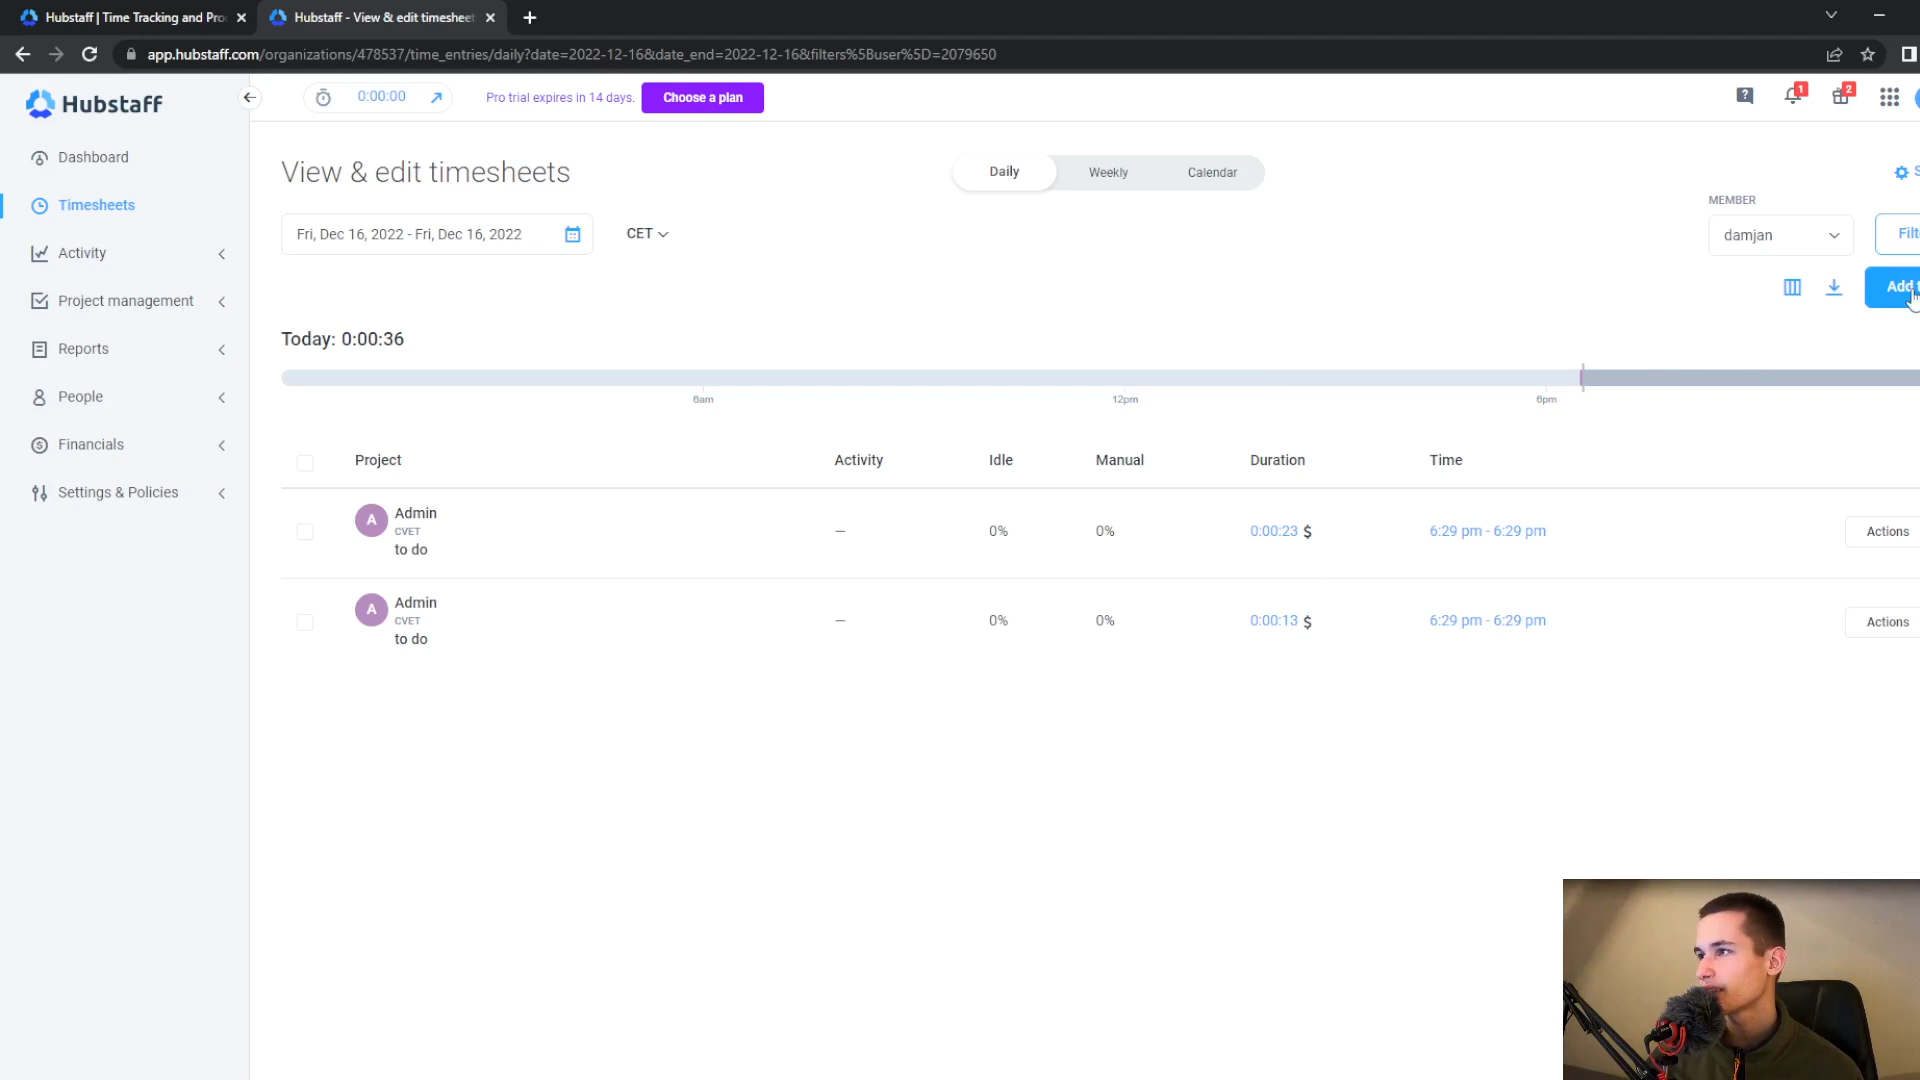 Hubstaff | Time Tracking and Pro
Hubstaff - View & edit timesheet
app.hubstaff.com/organizations/478537/time_entries/daily?date=2022-12-16&date_end=2022-12-16&filters%5Buser%5D=2079650
Hubstaff
0:00:00
Pro trial expires in 14 days.
Choose a plan
?
1
2
Dashboard
Timesheets
Activity
Project management
Reports
People
Financials
Settings & Policies
View & edit timesheets
Daily
Weekly
Calendar
S
Fri, Dec 16, 2022 - Fri, Dec 16, 2022
CET
MEMBER
damjan
Filt
Add t
Today: 0:00:36
6am
12pm
6pm
Project
Activity
Idle
Manual
Duration
Time
A
Admin
CVET
to do
—
0%
0%
0:00:23 $
6:29 pm - 6:29 pm
Actions
A
Admin
CVET
to do
—
0%
0%
0:00:13 $
6:29 pm - 6:29 pm
Actions